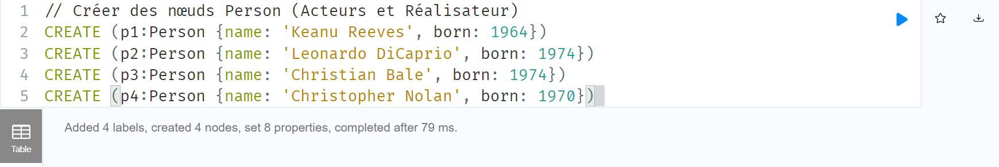 1 // Créer des nœuds Person (Acteurs et Réalisateur)
2 CREATE (p1:Person {name: 'Keanu Reeves', born: 1964})
3 CREATE (p2:Person {name: 'Leonardo DiCaprio', born: 1974})
4 CREATE (p3:Person {name: 'Christian Bale', born: 1974})
5 CREATE (p4:Person {name: 'Christopher Nolan', born: 1970})
Added 4 labels, created 4 nodes, set 8 properties, completed after 79 ms.
Table